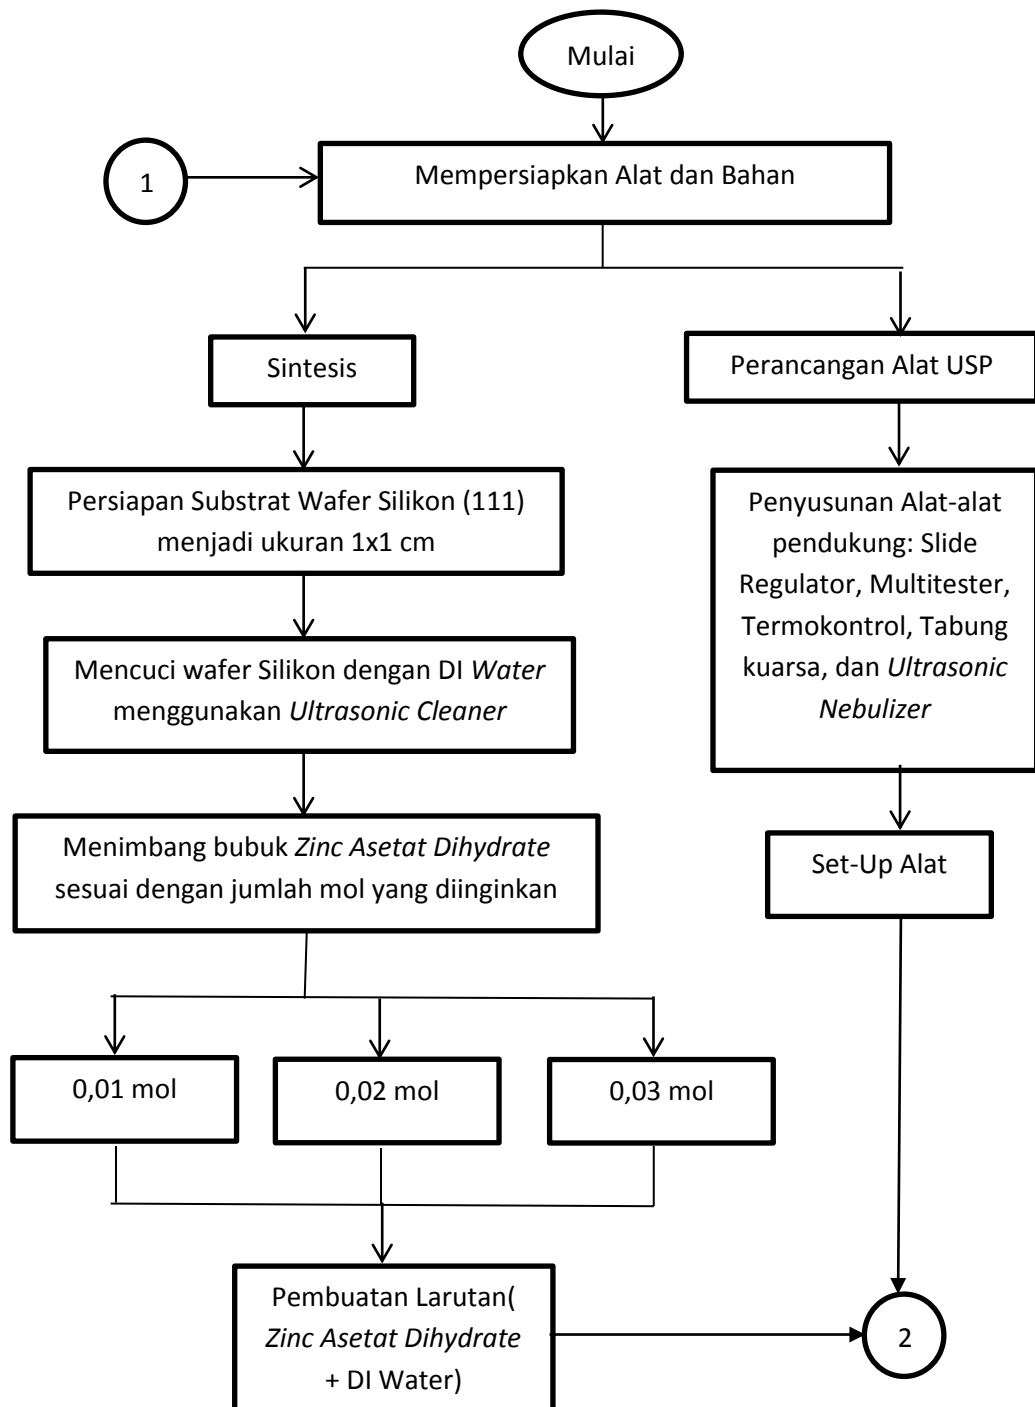 Mulai
1
Mempersiapkan Alat dan Bahan
Sintesis
Perancangan Alat USP
Persiapan Substrat Wafer Silikon (111)
menjadi ukuran 1x1 cm
Penyusunan Alat-alat
pendukung: Slide
Regulator, Multitester,
Termokontrol, Tabung
kuarsa, dan Ultrasonic
Nebulizer
Mencuci wafer Silikon dengan DI Water
menggunakan Ultrasonic Cleaner
Menimbang bubuk Zinc Asetat Dihydrate
sesuai dengan jumlah mol yang diinginkan
Set-Up Alat
0,01 mol
0,02 mol
0,03 mol
Pembuatan Larutan(
Zinc Asetat Dihydrate
+ DI Water)
2